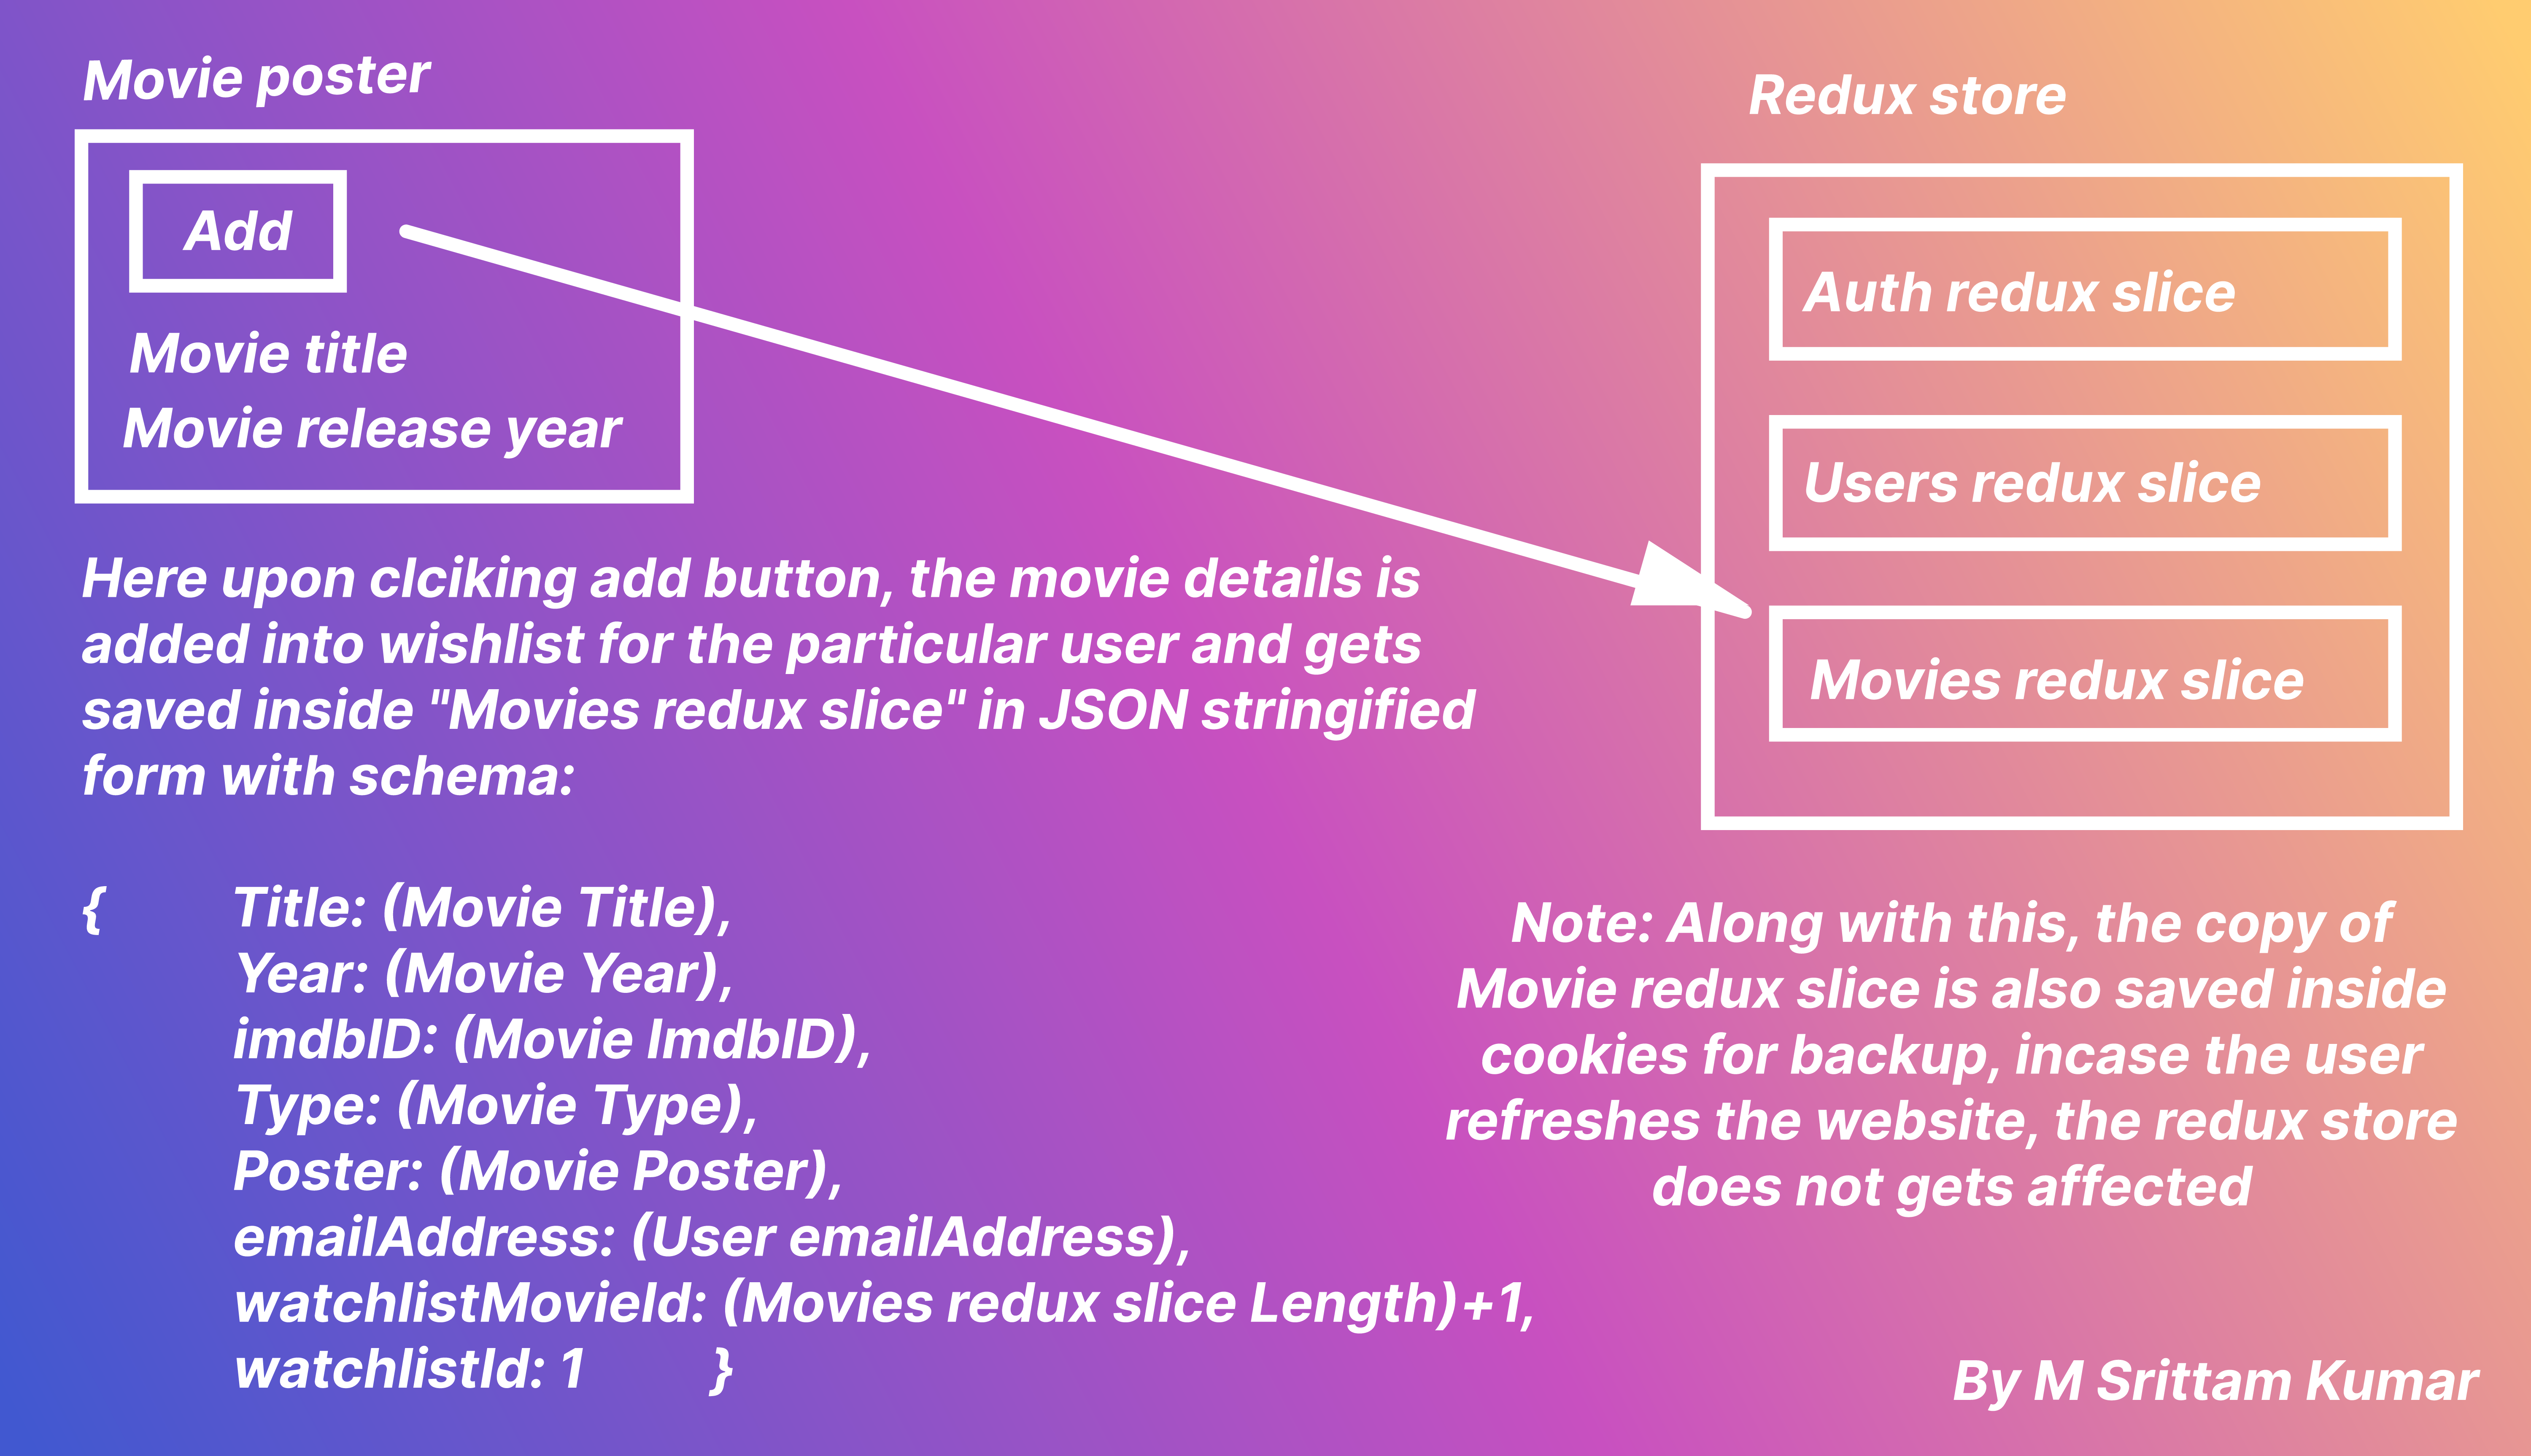 Movie poster
Add
Movie title
Movie release year
Redux store
Auth redux slice
Users redux slice
Movies redux slice
Here upon clciking add button, the movie details is
added into wishlist for the particular user and gets
saved inside "Movies redux slice" in JSON stringified
form with schema:
{ Title: (Movie Title),
Year: (Movie Year),
imdbID: (Movie ImdbID),
Type: (Movie Type),
Poster: (Movie Poster),
emailAddress: (User emailAddress),
watchlistMovieId: (Movies redux slice Length)+1,
watchlistId: 1 }
Note: Along with this, the copy of
Movie redux slice is also saved inside
cookies for backup, incase the user
refreshes the website, the redux store
does not gets affected
By M Srittam Kumar